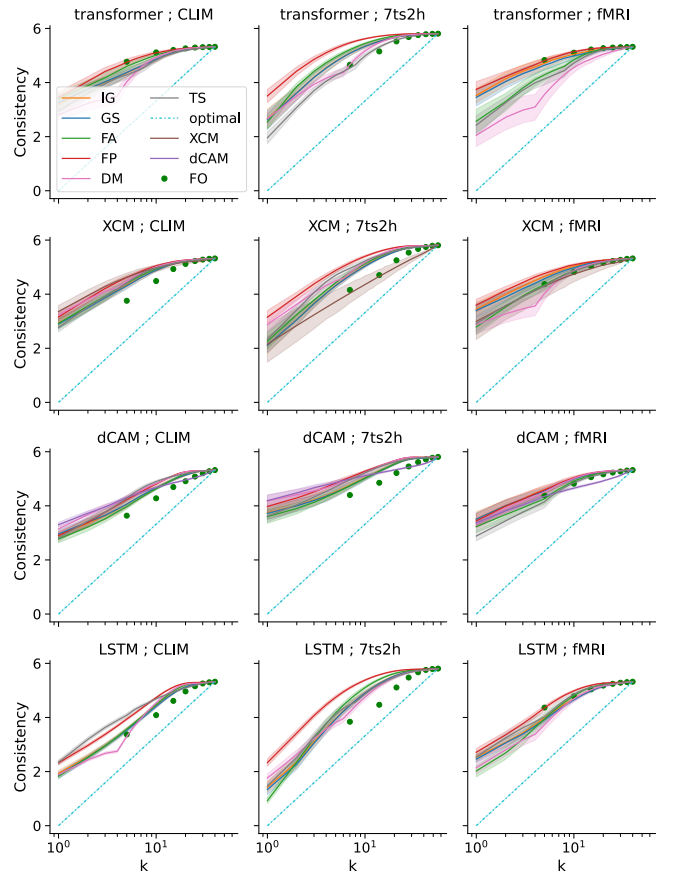 transformer ; CLIM
transformer ; 7ts2h
transformer ; fMRI
Consistency
6
4
2
0
IG
GS
FA
FP
DM
TS
optimal
XCM
dCAM
FO
XCM ; CLIM
XCM ; 7ts2h
XCM ; fMRI
Consistency
6
4
2
0
dCAM ; CLIM
dCAM ; 7ts2h
dCAM ; fMRI
Consistency
6
4
2
0
LSTM ; CLIM
LSTM ; 7ts2h
LSTM ; fMRI
Consistency
6
4
2
0
10⁰ 10¹ 10⁰ 10¹ 10⁰ 10¹
k k k